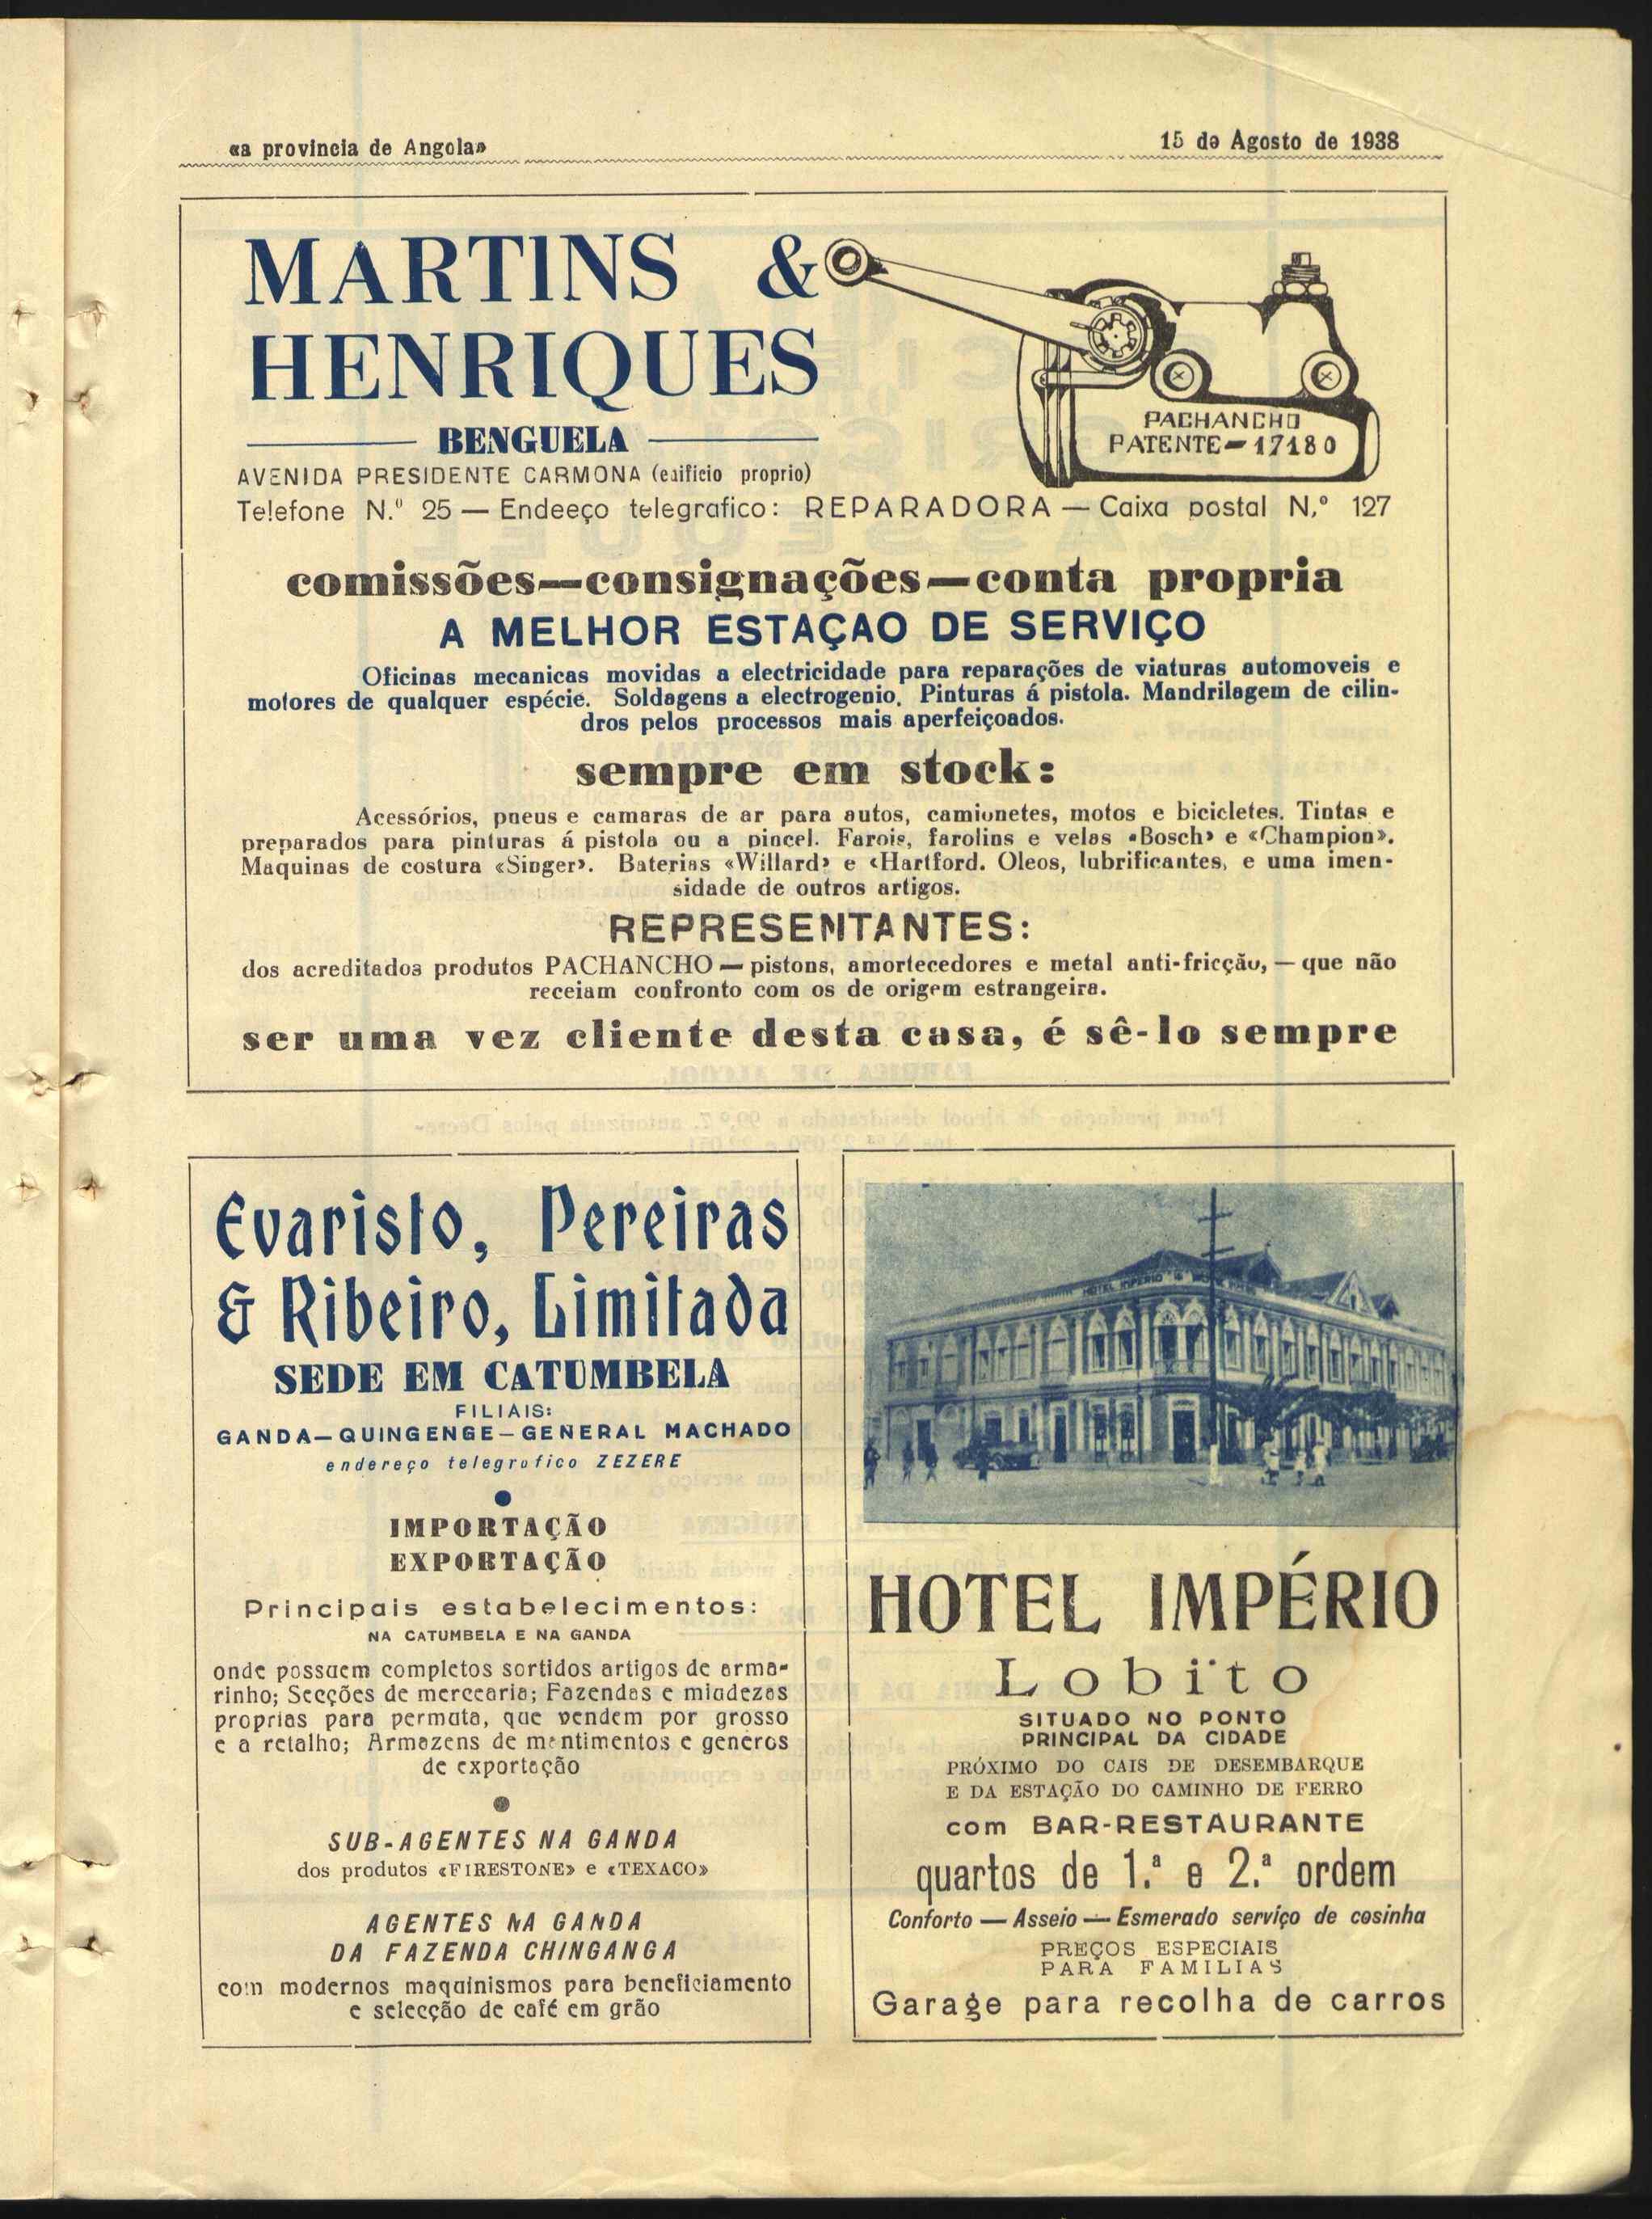 «a provincia de Angola»
15 de Agosto de 1938
MARTINS &
HENRIQUES
BENGUELA
AVENIDA PRESIDENTE CARMONA (edificio proprio)
PACHANCHO
PATENTE — 17180
Telefone N.º 25 — Endeeço telegrafico: REPARADORA — Caixa postal N.º 127
comissões—consignações—conta propria
A MELHOR ESTAÇAO DE SERVIÇO
Oficinas mecanicas movidas a electricidade para reparações de viaturas automoveis e
motores de qualquer espécie. Soldagens a electrogenio. Pinturas á pistola. Mandrilagem de cilin-
dros pelos processos mais aperfeiçoados.
sempre em stock:
Acessórios, pneus e camaras de ar para autos, camionetes, motos e bicicletes. Tintas e
preparados para pinturas á pistola ou a pincel. Farois, farolins e velas «Bosch» e «Champion».
Maquinas de costura «Singer». Baterias «Willard» e «Hartford. Oleos, lubrificantes, e uma imen-
sidade de outros artigos.
REPRESENTANTES:
dos acreditados produtos PACHANCHO — pistons, amortecedores e metal anti-fricção, — que não
receiam confronto com os de origem estrangeira.
ser uma vez cliente desta casa, é sê-lo sempre
Evaristo, Pereiras
& Ribeiro, Limitada
SEDE EM CATUMBELA
FILIAIS:
GANDA—QUINGENGE—GENERAL MACHADO
endereço telegrafico ZEZERE
IMPORTAÇÃO
EXPORTAÇÃO
Principais estabelecimentos:
NA CATUMBELA E NA GANDA
onde possuem completos sortidos artigos de arma-
rinho; Secções de mercearia; Fazendas e miudezas
proprias para permuta, que vendem por grosso
e a retalho; Armazens de mantimentos e generos
de exportação
SUB-AGENTES NA GANDA
dos produtos «FIRESTONE» e «TEXACO»
AGENTES NA GANDA
DA FAZENDA CHINGANGA
com modernos maquinismos para beneficiamento
e selecção de café em grão
HOTEL IMPERIO
HOTEL IMPÉRIO
Lobito
SITUADO NO PONTO
PRINCIPAL DA CIDADE
PRÓXIMO DO CAIS DE DESEMBARQUE
E DA ESTAÇÃO DO CAMINHO DE FERRO
com BAR-RESTAURANTE
quartos de 1.ª e 2.ª ordem
Conforto — Asseio — Esmerado serviço de cosinha
PREÇOS ESPECIAIS
PARA FAMILIAS
Garage para recolha de carros